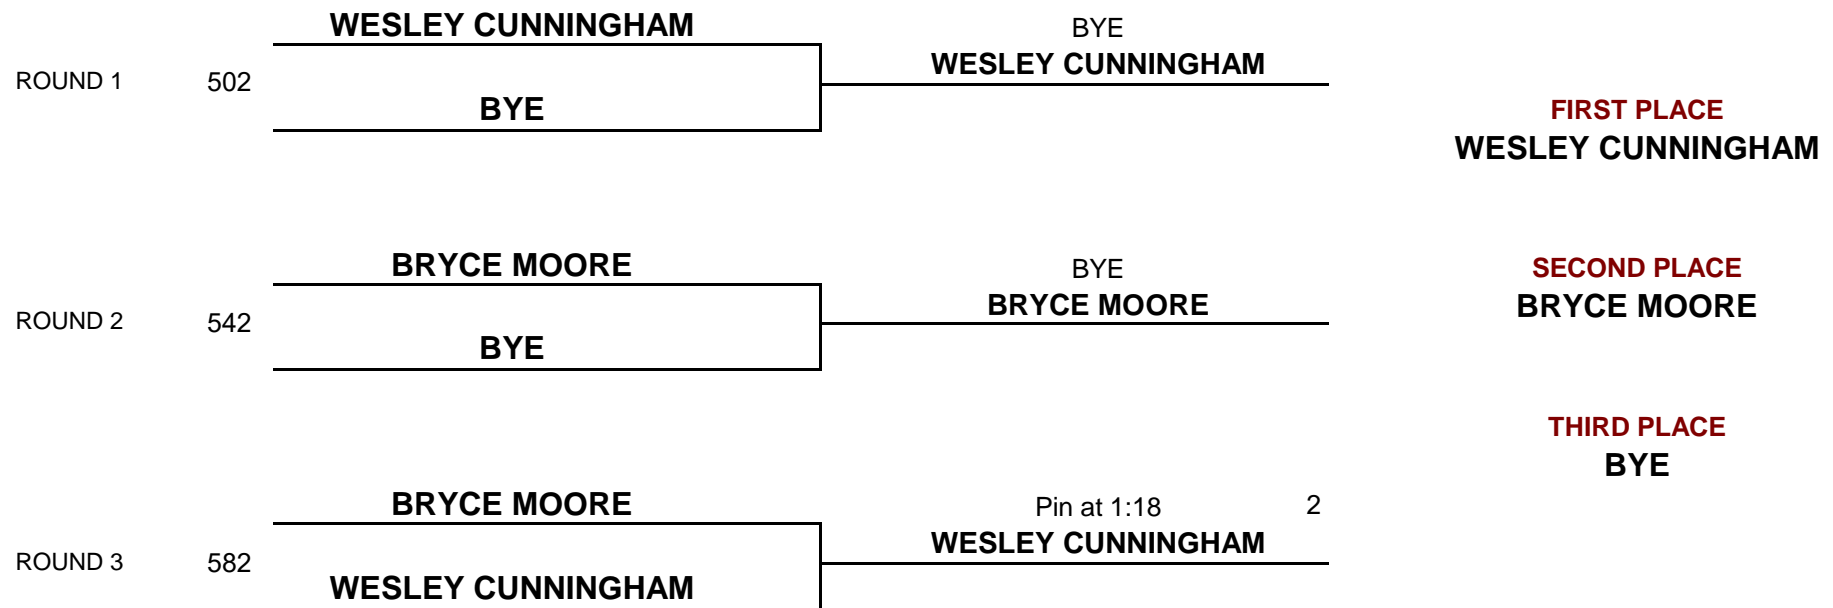 WESLEY CUNNINGHAM
BYE
WESLEY CUNNINGHAM
ROUND 1
502
BYE
FIRST PLACE
WESLEY CUNNINGHAM
BRYCE MOORE
BYE
BRYCE MOORE
ROUND 2
542
BYE
SECOND PLACE
BRYCE MOORE
THIRD PLACE
BYE
BRYCE MOORE
Pin at 1:18
2
WESLEY CUNNINGHAM
ROUND 3
582
WESLEY CUNNINGHAM